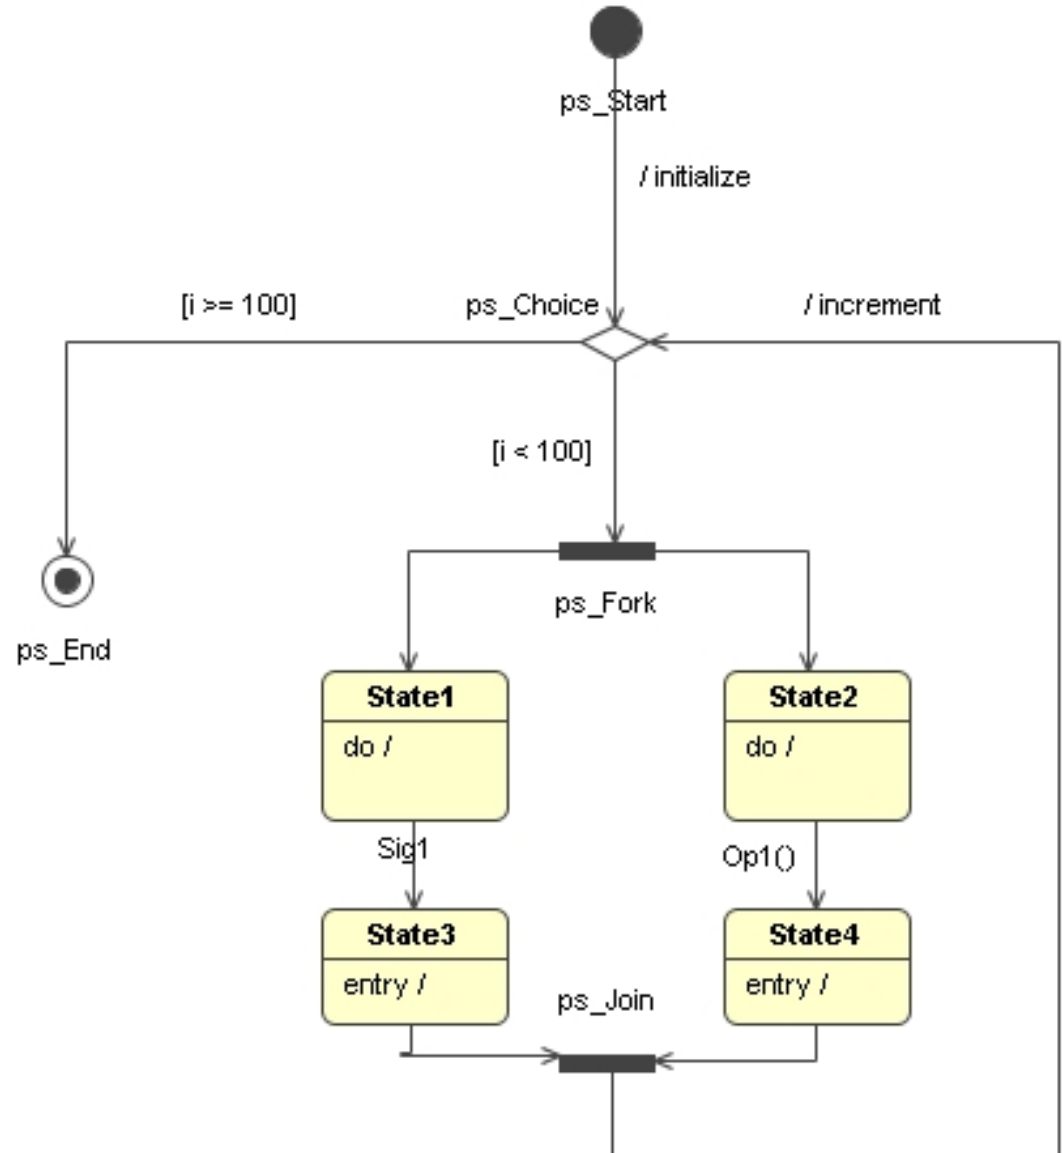 ps_Start
/ initialize
[i >= 100]
ps_Choice
/ increment
[i < 100]
ps_Fork
ps_End
State1
do /
State2
do /
Sig1
Op1()
State3
entry /
State4
entry /
ps_Join